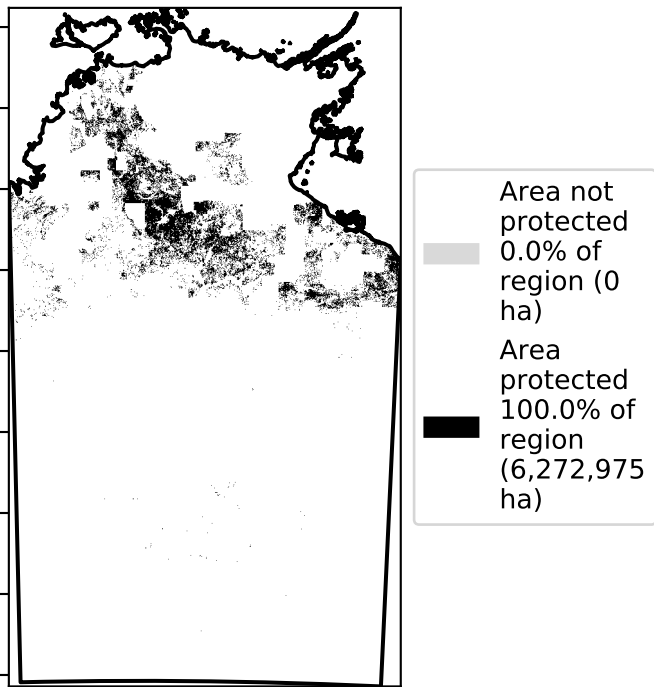 Area not
protected
0.0% of
region (0
ha)
Area
protected
100.0% of
region
(6,272,975
ha)